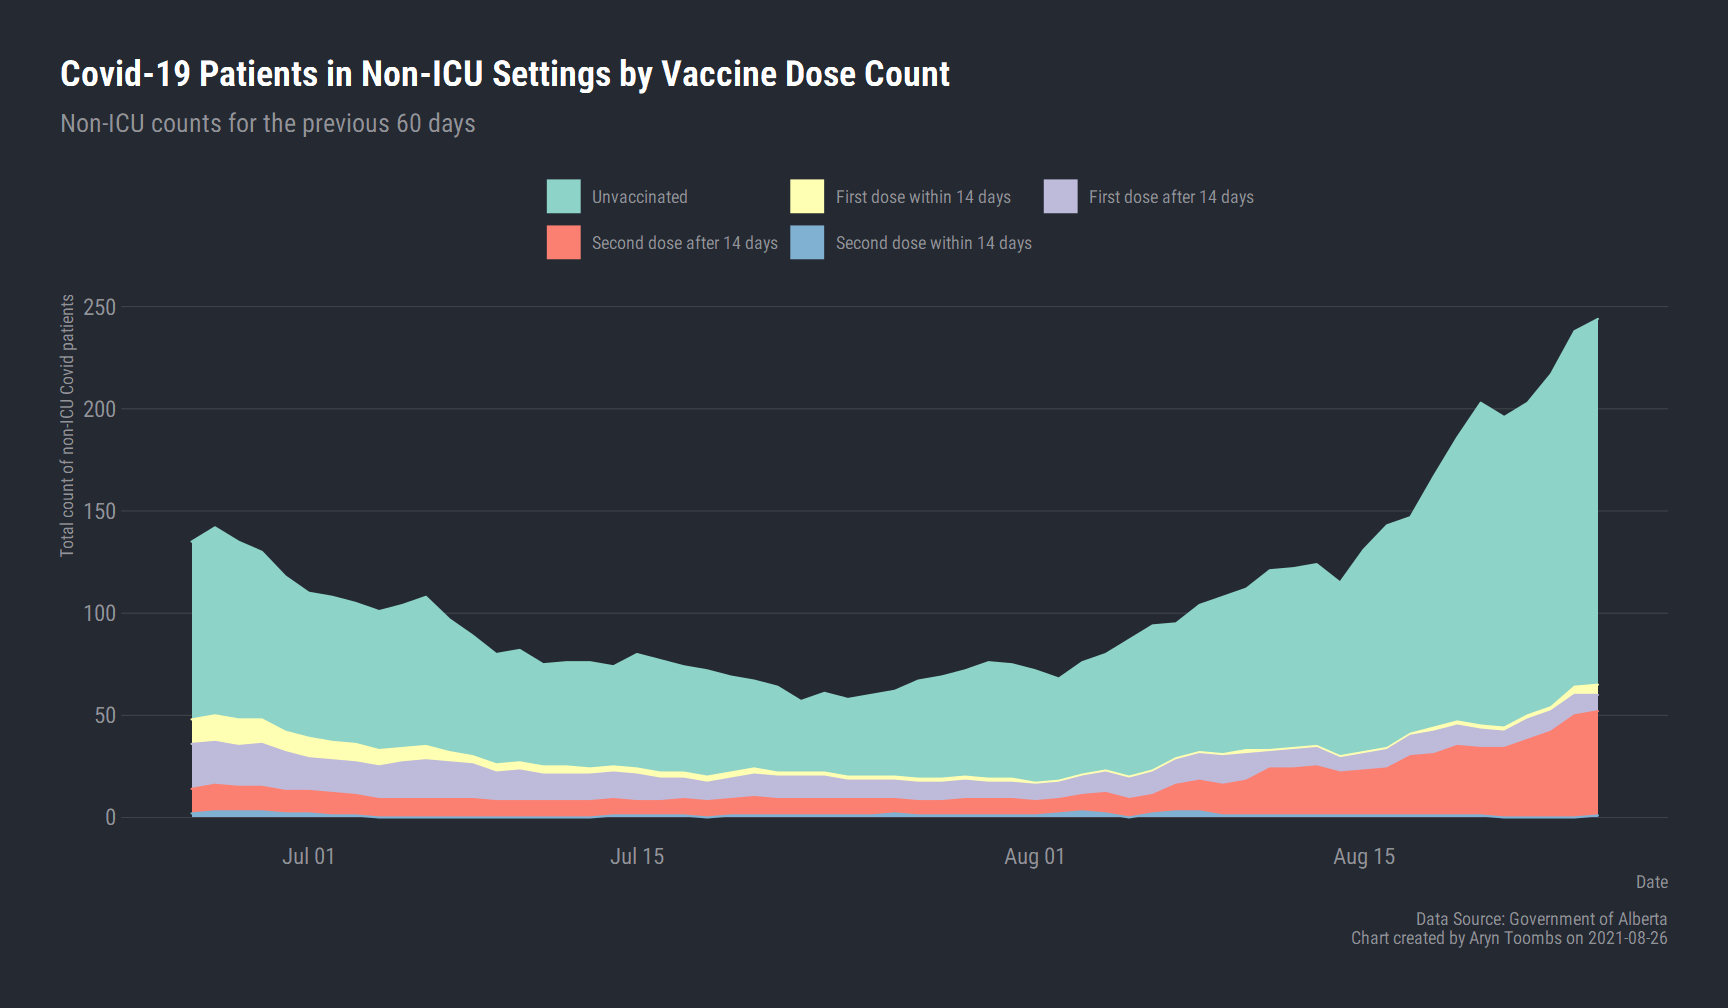 Covid-19 Patients in Non-ICU Settings by Vaccine Dose Count
Non-ICU counts for the previous 60 days
Unvaccinated
First dose within 14 days
First dose after 14 days
Second dose after 14 days
Second dose within 14 days
Total count of non-ICU Covid patients
250
200
150
100
50
0
Jul 01
Jul 15
Aug 01
Aug 15
Date
Data Source: Government of Alberta
Chart created by Aryn Toombs on 2021-08-26